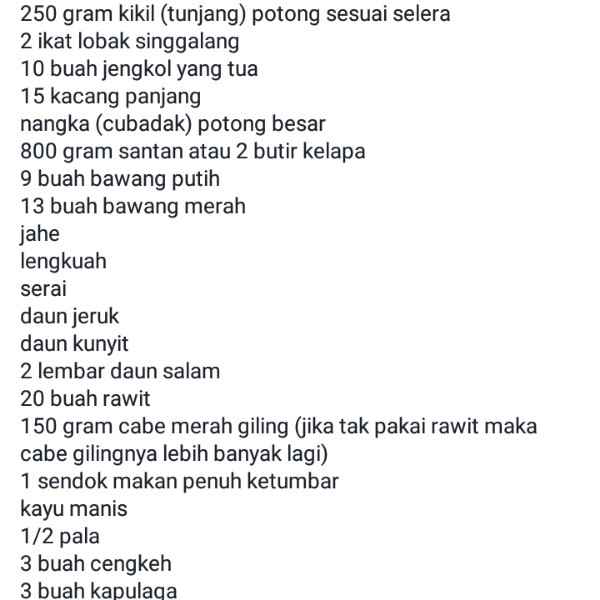 250 gram kikil (tunjang) potong sesuai selera
2 ikat lobak singgalang
10 buah jengkol yang tua
15 kacang panjang
nangka (cubadak) potong besar
800 gram santan atau 2 butir kelapa
9 buah bawang putih
13 buah bawang merah
jahe
lengkuah
serai
daun jeruk
daun kunyit
2 lembar daun salam
20 buah rawit
150 gram cabe merah giling (jika tak pakai rawit maka
cabe gilingnya lebih banyak lagi)
1 sendok makan penuh ketumbar
kayu manis
1/2 pala
3 buah cengkeh
3 buah kapulaga